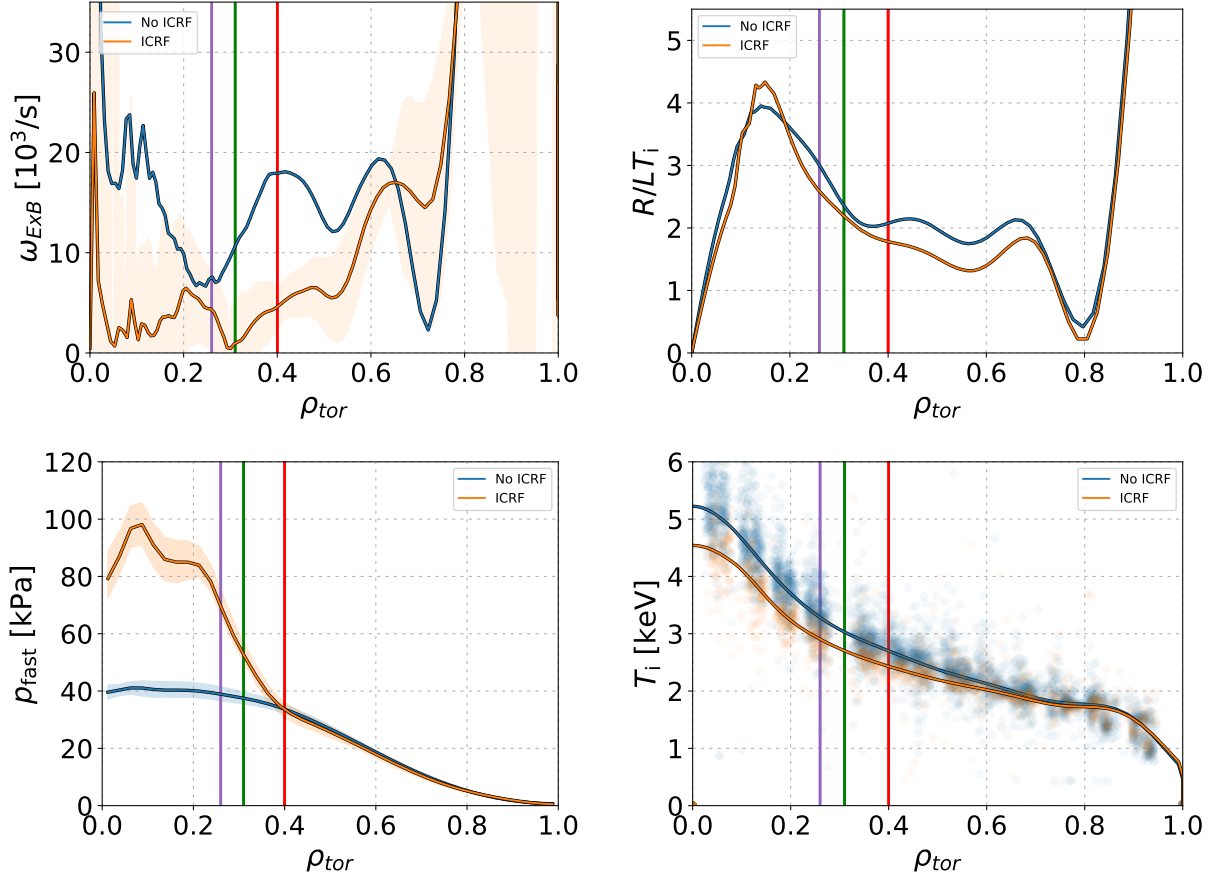 ω_ExB [10^3/s]
30
20
10
0
No ICRF
ICRF
0.0 0.2 0.4 0.6 0.8 1.0
ρ_tor
R/LT_i
5
4
3
2
1
0
No ICRF
ICRF
0.0 0.2 0.4 0.6 0.8 1.0
ρ_tor
p_fast [kPa]
120
100
80
60
40
20
0
No ICRF
ICRF
0.0 0.2 0.4 0.6 0.8 1.0
ρ_tor
T_i [keV]
6
5
4
3
2
1
0
No ICRF
ICRF
0.0 0.2 0.4 0.6 0.8 1.0
ρ_tor